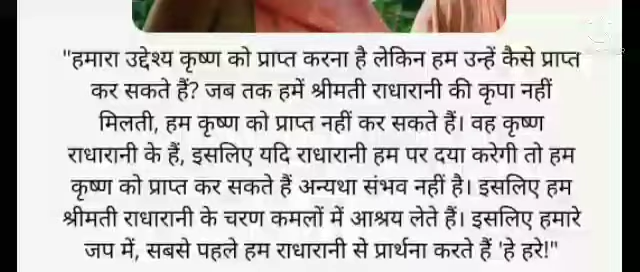 "हमारा उद्देश्य कृष्ण को प्राप्त करना है लेकिन हम उन्हें कैसे प्राप्त
कर सकते हैं? जब तक हमें श्रीमती राधारानी की कृपा नहीं
मिलती, हम कृष्ण को प्राप्त नहीं कर सकते हैं। वह कृष्ण
राधारानी के हैं, इसलिए यदि राधारानी हम पर दया करेगी तो हम
कृष्ण को प्राप्त कर सकते हैं अन्यथा संभव नहीं है। इसलिए हम
श्रीमती राधारानी के चरण कमलों में आश्रय लेते हैं। इसलिए हमारे
जप में, सबसे पहले हम राधारानी से प्रार्थना करते हैं 'हे हरे!"